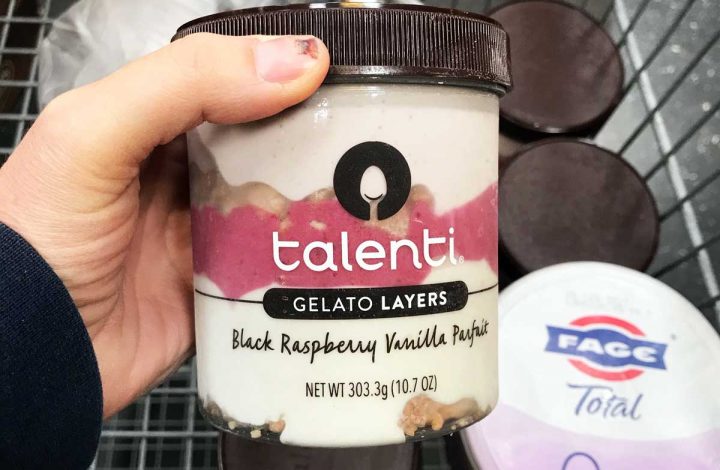 talenti
GELATO LAYERS
Black Raspberry Vanilla Parfait
NET WT 303.3g (10.7 OZ)
FAGE
Total